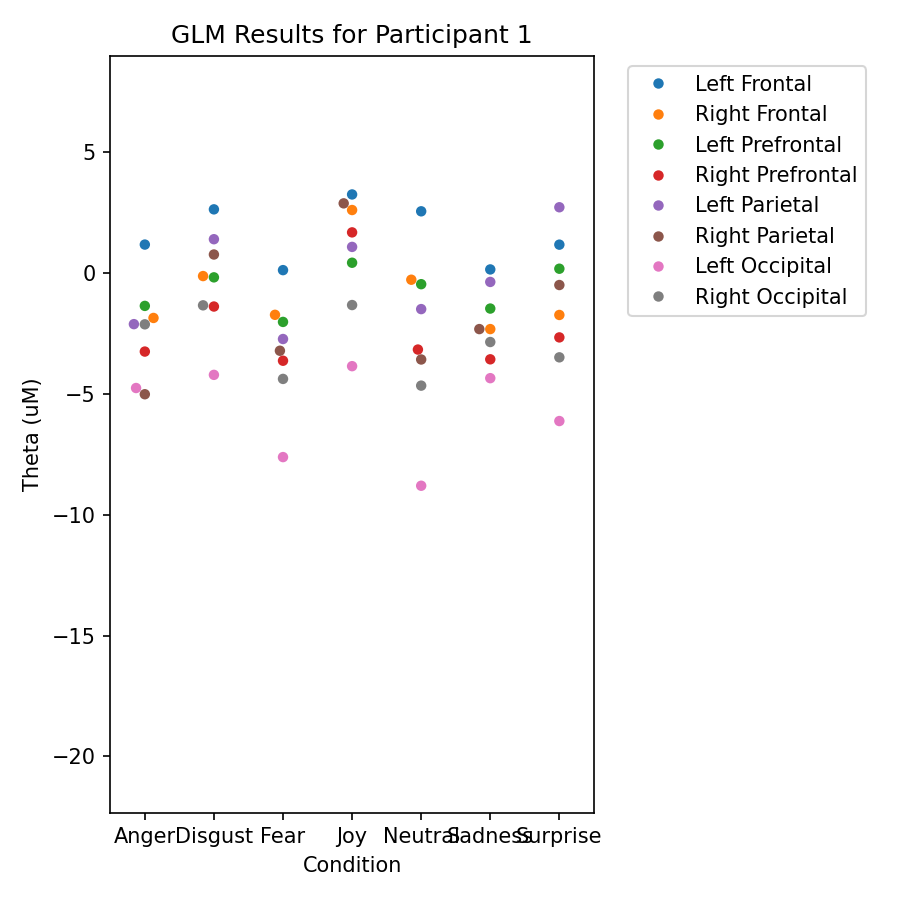 GLM Results for Participant 1
Left Frontal
Right Frontal
Left Prefrontal
Right Prefrontal
Left Parietal
Right Parietal
Left Occipital
Right Occipital
5
0
−5
−10
−15
−20
Theta (uM)
Anger Disgust Fear Joy Neutral Sadness Surprise
Condition